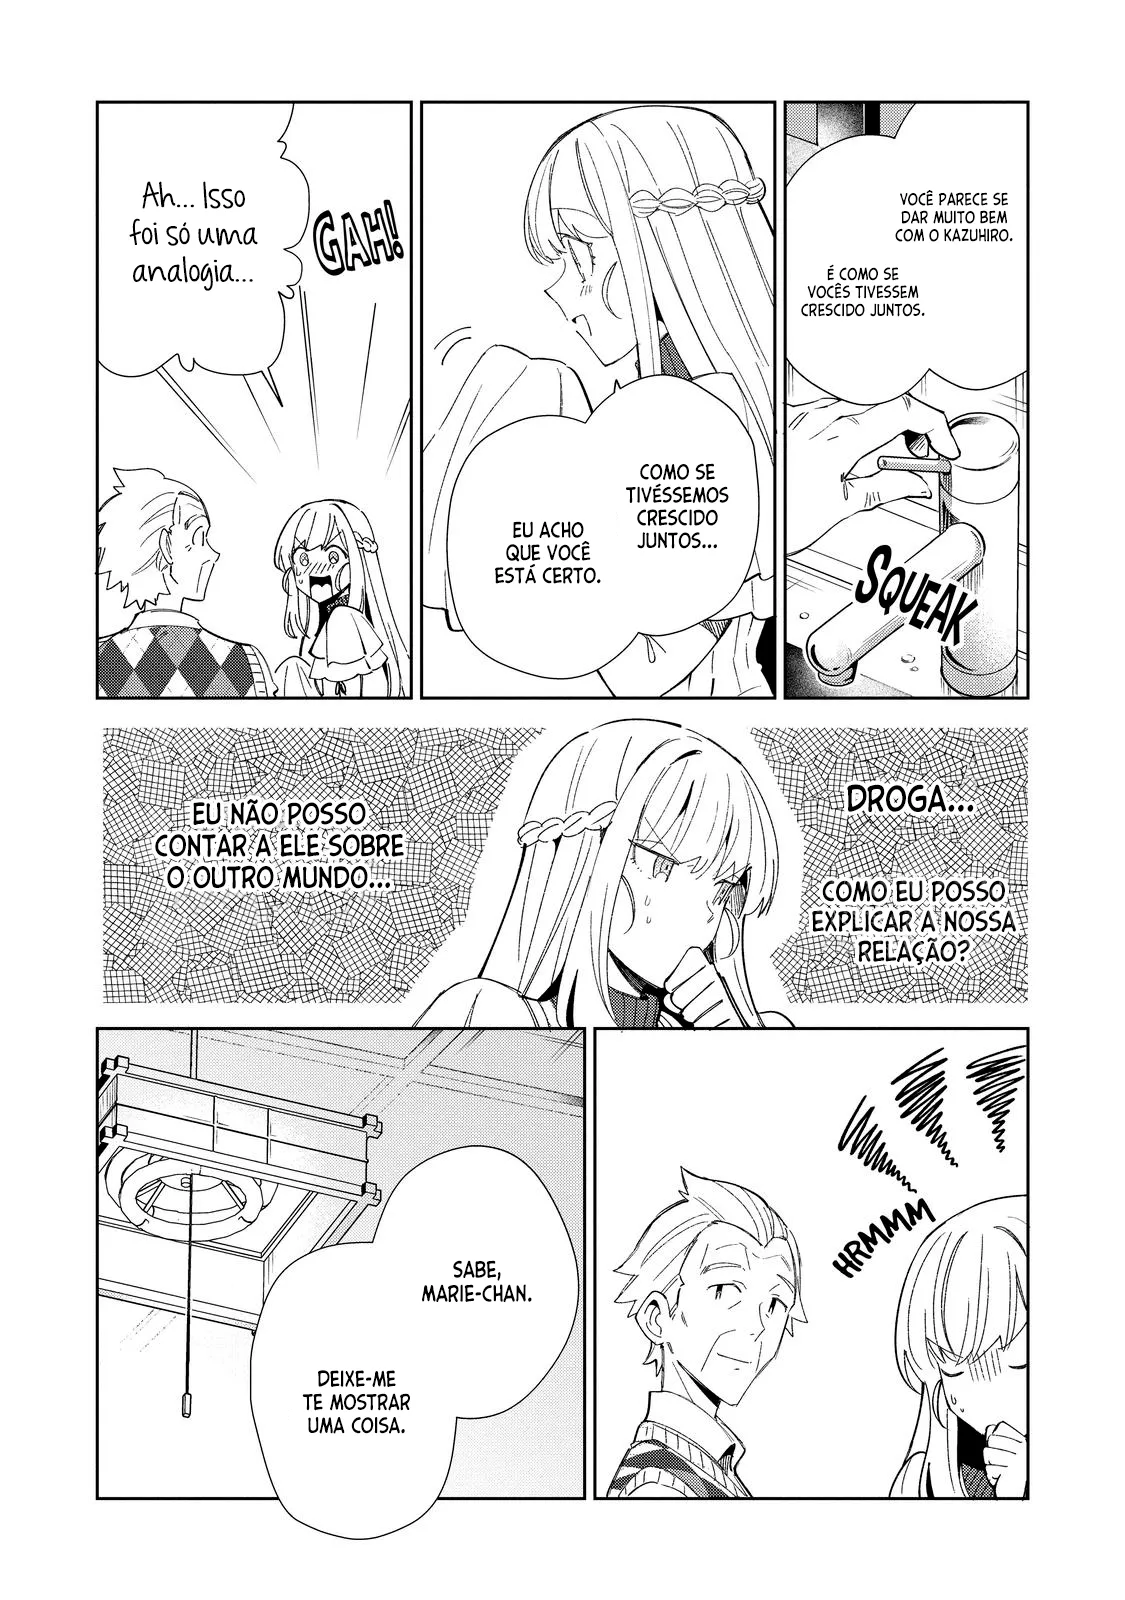 VOCÊ PARECE SE
DAR MUITO BEM
COM O KAZUHIRO.
É COMO SE
VOCÊS TIVESSEM
CRESCIDO JUNTOS.
SQUEAK
COMO SE
TIVÉSSEMOS
CRESCIDO
JUNTOS...
EU ACHO
QUE VOCÊ
ESTÁ CERTO.
GAH!
Ah... Isso
foi só uma
analogia...
DROGA...
COMO EU POSSO
EXPLICAR A NOSSA
RELAÇÃO?
EU NÃO POSSO
CONTAR A ELE SOBRE
O OUTRO MUNDO...
HRMMM
SABE,
MARIE-CHAN.
DEIXE-ME
TE MOSTRAR
UMA COISA.